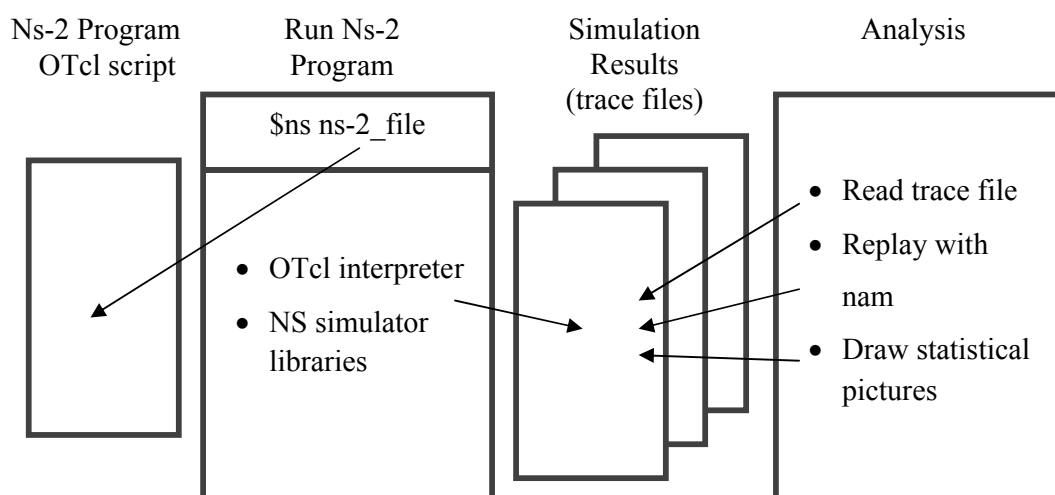 Ns-2 Program
OTcl script
Run Ns-2
Program
Simulation
Results
(trace files)
Analysis
$ns ns-2_file
• OTcl interpreter
• NS simulator
libraries
• Read trace file
• Replay with
nam
• Draw statistical
pictures